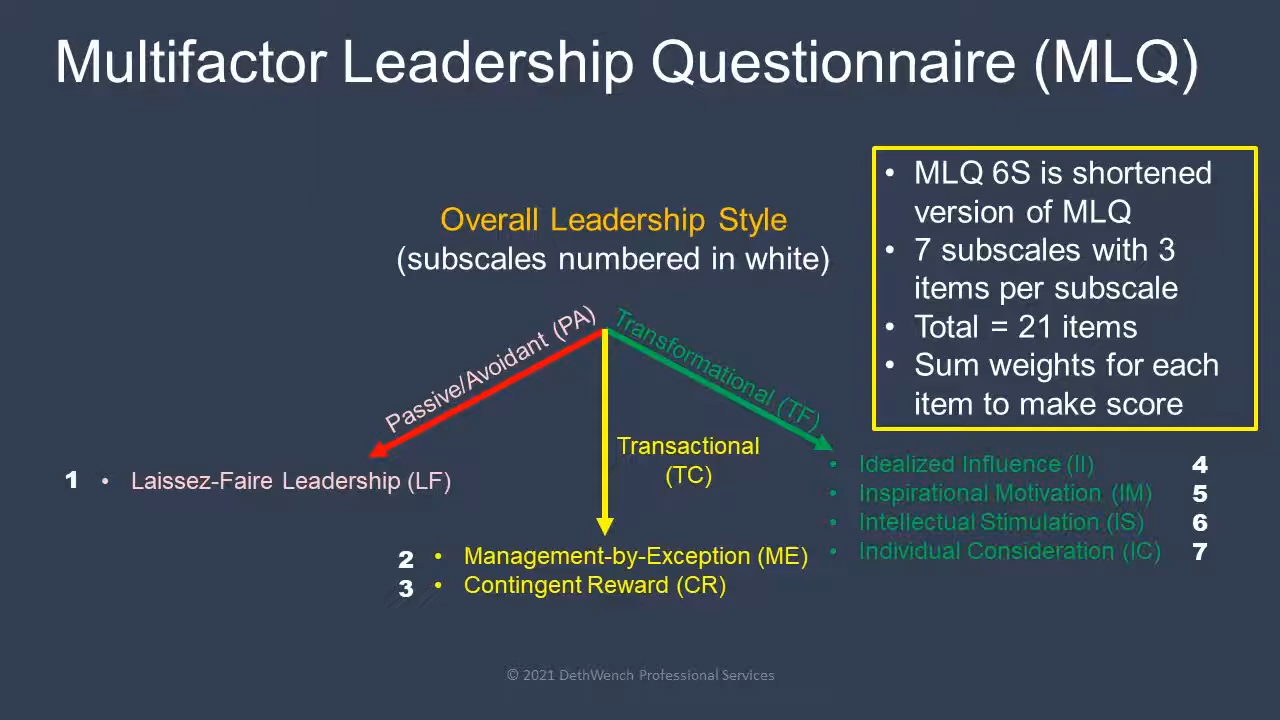 Multifactor Leadership Questionnaire (MLQ)
• MLQ 6S is shortened
version of MLQ
• 7 subscales with 3
items per subscale
• Total = 21 items
• Sum weights for each
item to make score
Overall Leadership Style
(subscales numbered in white)
Passive/Avoidant (PA)
Transformational (TF)
Transactional
(TC)
1 • Laissez-Faire Leadership (LF)
2 • Management-by-Exception (ME)
3 • Contingent Reward (CR)
• Idealized Influence (II) 4
• Inspirational Motivation (IM) 5
• Intellectual Stimulation (IS) 6
• Individual Consideration (IC) 7
© 2021 DethWench Professional Services